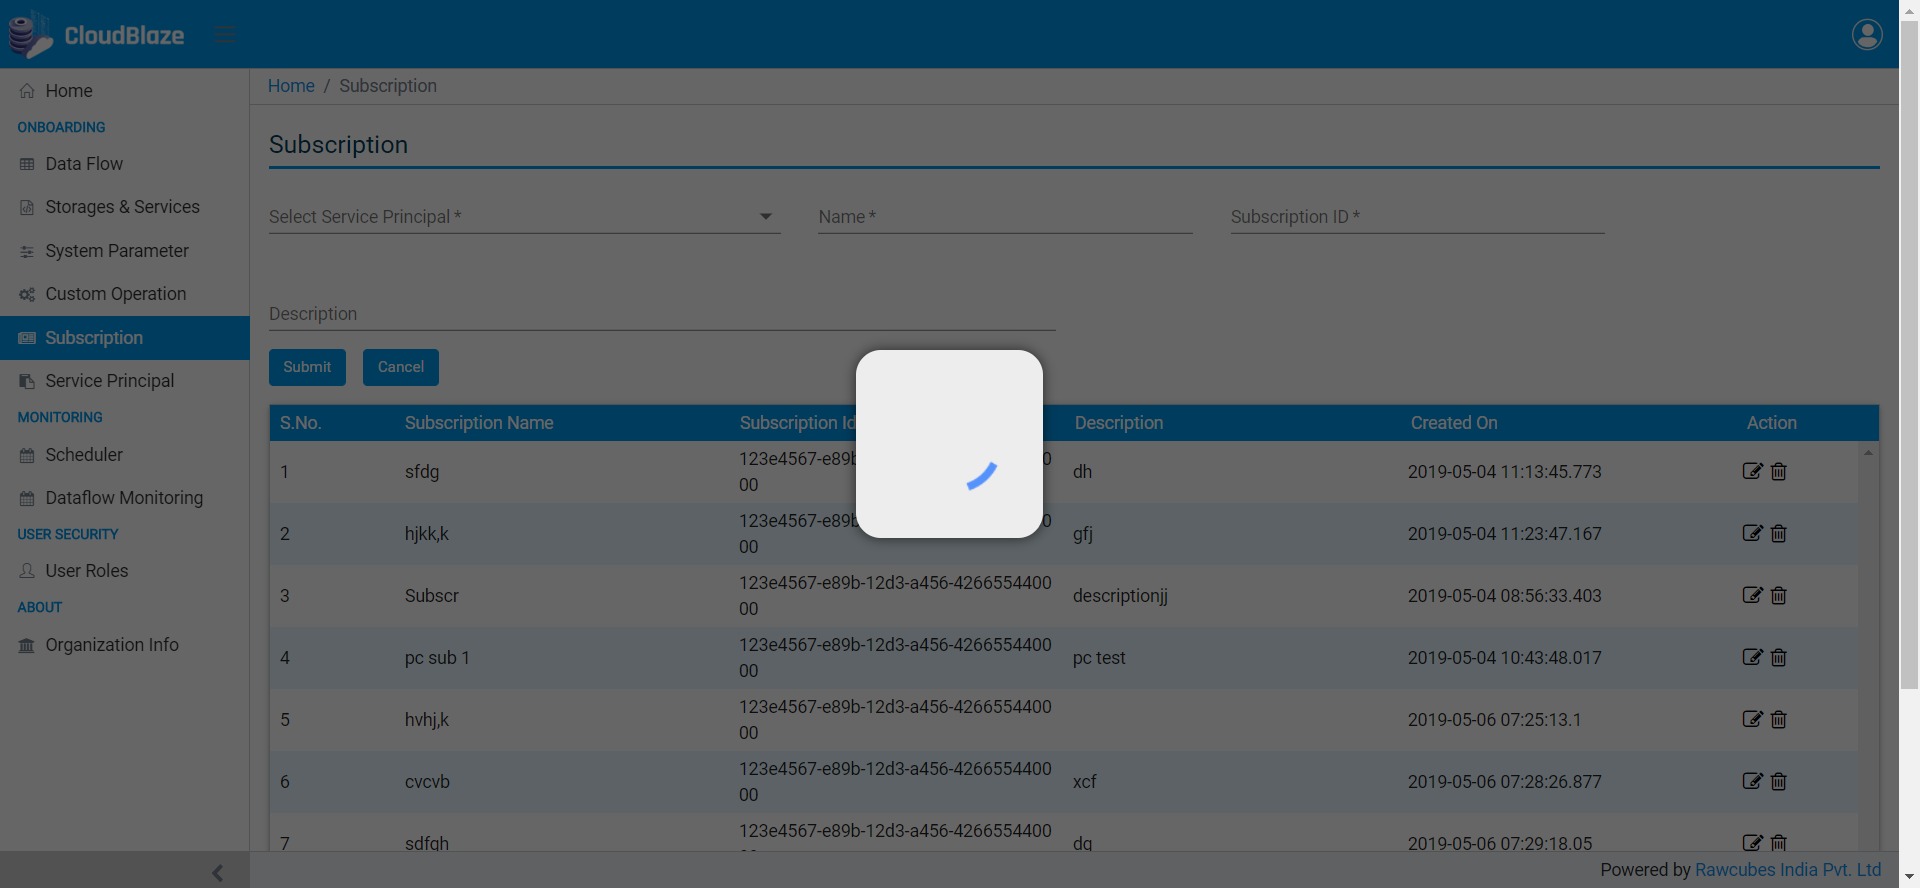 CloudBlaze
Home
ONBOARDING
Data Flow
Storages & Services
System Parameter
Custom Operation
Subscription
Service Principal
MONITORING
Scheduler
Dataflow Monitoring
USER SECURITY
User Roles
ABOUT
Organization Info
Home / Subscription
Subscription
Select Service Principal * Name * Subscription ID *
Description
Submit Cancel
S.No. Subscription Name Subscription Id Description Created On Action
1 sfdg 123e4567-e89b 0 dh 2019-05-04 11:13:45.773
00
2 hjkk,k 123e4567-e89b 0 gfj 2019-05-04 11:23:47.167
00
3 Subscr 123e4567-e89b-12d3-a456-4266554400 descriptionjj 2019-05-04 08:56:33.403
00
4 pc sub 1 123e4567-e89b-12d3-a456-4266554400 pc test 2019-05-04 10:43:48.017
00
5 hvhj,k 123e4567-e89b-12d3-a456-4266554400 2019-05-06 07:25:13.1
00
6 cvcvb 123e4567-e89b-12d3-a456-4266554400 xcf 2019-05-06 07:28:26.877
00
7 sdfgh 123e4567-e89b-12d3-a456-4266554400 dg 2019-05-06 07:29:18.05
Powered by Rawcubes India Pvt. Ltd